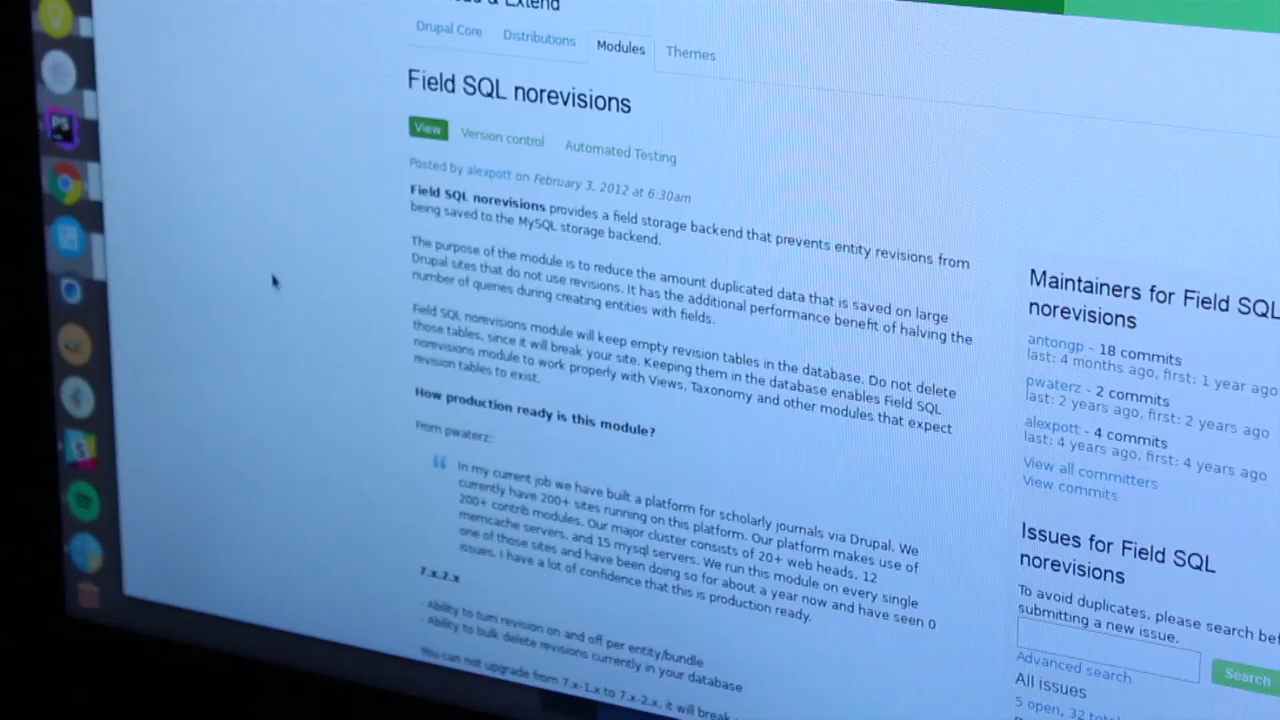 & Extend
Drupal Core Distributions Modules Themes
Field SQL norevisions
View Version control Automated Testing
Posted by alexpott on February 3, 2012 at 6:30am
Field SQL norevisions provides a field storage backend that prevents entity revisions from
being saved to the MySQL storage backend.
The purpose of the module is to reduce the amount duplicated data that is saved on large
Drupal sites that do not use revisions. It has the additional performance benefit of halving the
number of queries during creating entities with fields.
Field SQL norevisions module will keep empty revision tables in the database. Do not delete
those tables, since it will break your site. Keeping them in the database enables Field SQL
norevisions module to work properly with Views, Taxonomy and other modules that expect
revision tables to exist.
How production ready is this module?
From pwaterz:
In my current job we have built a platform for scholarly journals via Drupal. We
currently have 200+ sites running on this platform. Our platform makes use of
200+ contrib modules. Our major cluster consists of 20+ web heads, 12
memcache servers, and 15 mysql servers. We run this module on every single
one of those sites and have been doing so for about a year now and have seen 0
issues. I have a lot of confidence that this is production ready.
7.x.2.x
- Ability to turn revision on and off per entity/bundle
- Ability to bulk delete revisions currently in your database
You can not upgrade from 7.x-1.x to 7.x-2.x, it will break
Maintainers for Field SQL
norevisions
antongp - 18 commits
last: 4 months ago, first: 1 year ago
pwaterz - 2 commits
last: 2 years ago, first: 2 years ago
alexpott - 4 commits
last: 4 years ago, first: 4 years ago
View all committers
View commits
Issues for Field SQL
norevisions
To avoid duplicates, please search bef
submitting a new issue.
Search
Advanced search
All issues
5 open, 32 total
PS